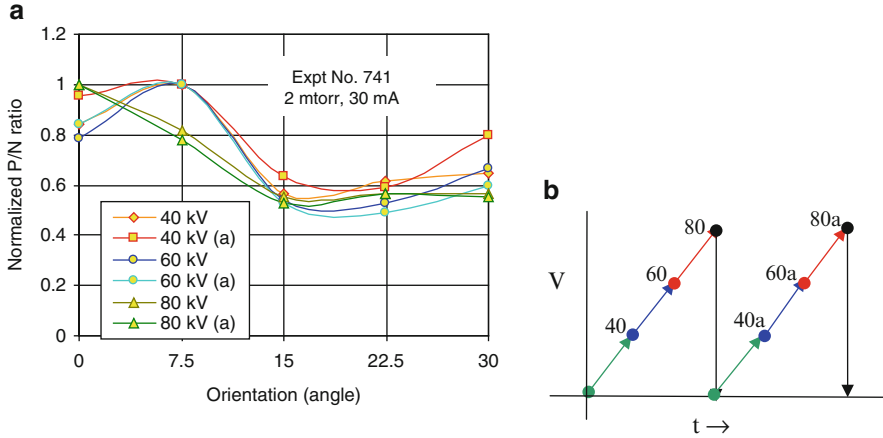 a
Normalized P/N ratio
1.2
1
0.8
0.6
0.4
0.2
0
Expt No. 741
2 mtorr, 30 mA
40 kV
40 kV (a)
60 kV
60 kV (a)
80 kV
80 kV (a)
0 7.5 15 22.5 30
Orientation (angle)
b
V
40
60
80
40a
60a
80a
t →